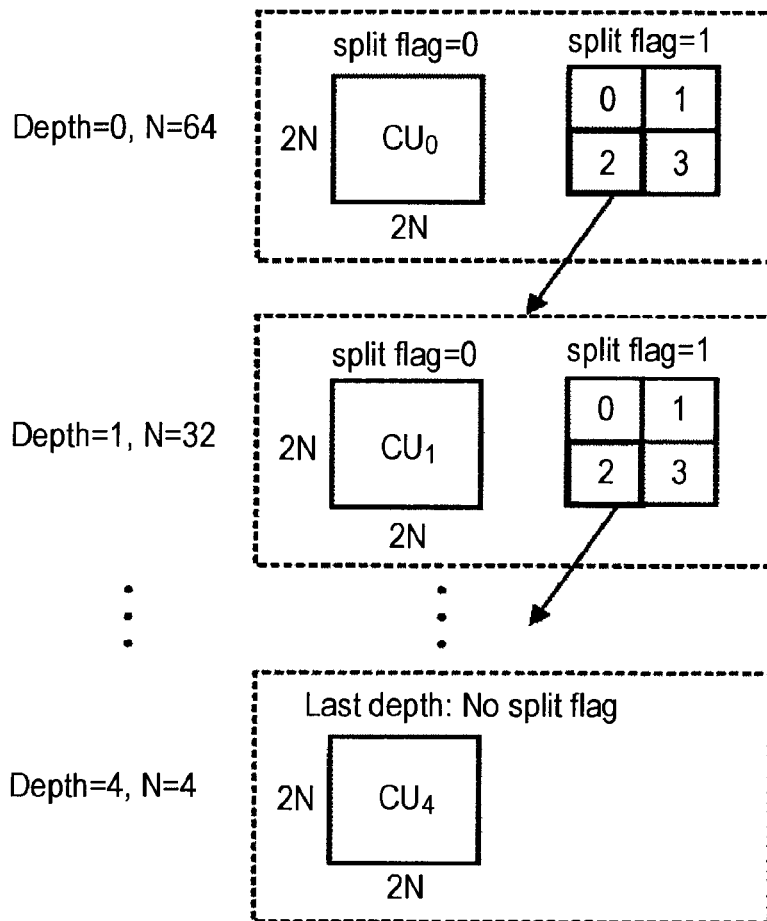 split flag=0
split flag=1
Depth=0, N=64
2N
CU₀
0 1
2 3
2N
split flag=0
split flag=1
Depth=1, N=32
2N
CU₁
0 1
2 3
2N
Last depth: No split flag
Depth=4, N=4
2N
CU₄
2N